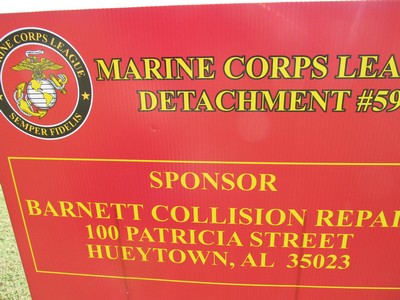 MARINE CORPS LEAGUE
SEMPER FIDELIS
MARINE CORPS LEA
DETACHMENT #59
SPONSOR
BARNETT COLLISION REPAI
100 PATRICIA STREET
HUEYTOWN, AL 35023